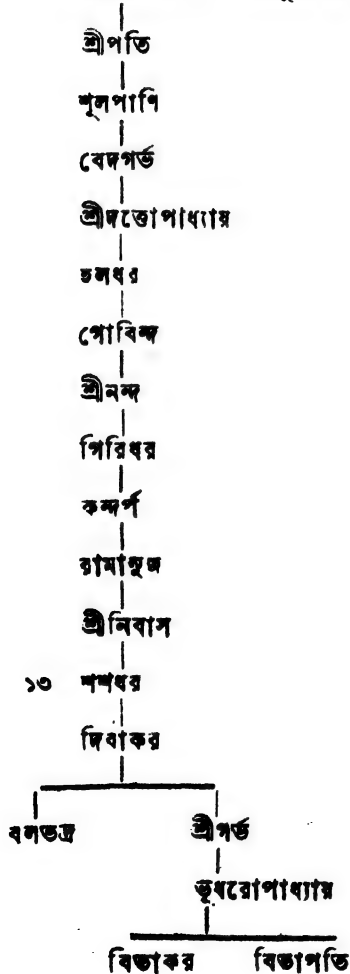 শ্রীপতি
শূলপাণি
বেদগর্ভ
শ্রীদত্তোপাধ্যায়
হলধর
গোবিন্দ
শ্রীনন্দ
গিরিধর
কন্দর্প
রামানুজ
শ্রীনিবাস
১৩ শশধর
দিবাকর
বলভদ্র শ্রীগর্ভ
ভূধরোপাধ্যায়
বিভাকর বিভাপতি